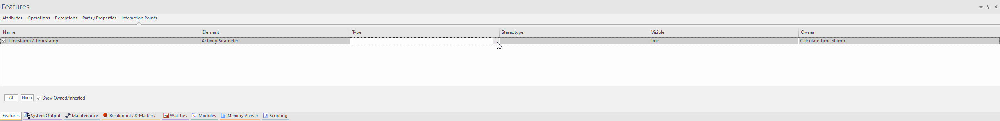 Features
Attributes Operations Receptions Parts / Properties Interaction Points
Name Element Type Stereotype Visible Owner
Timestamp / Timestamp ActivityParameter ... True Calculate Time Stamp
All None Show Owned/Inherited
Features System Output Maintenance Breakpoints & Markers Watches Modules Memory Viewer Scripting